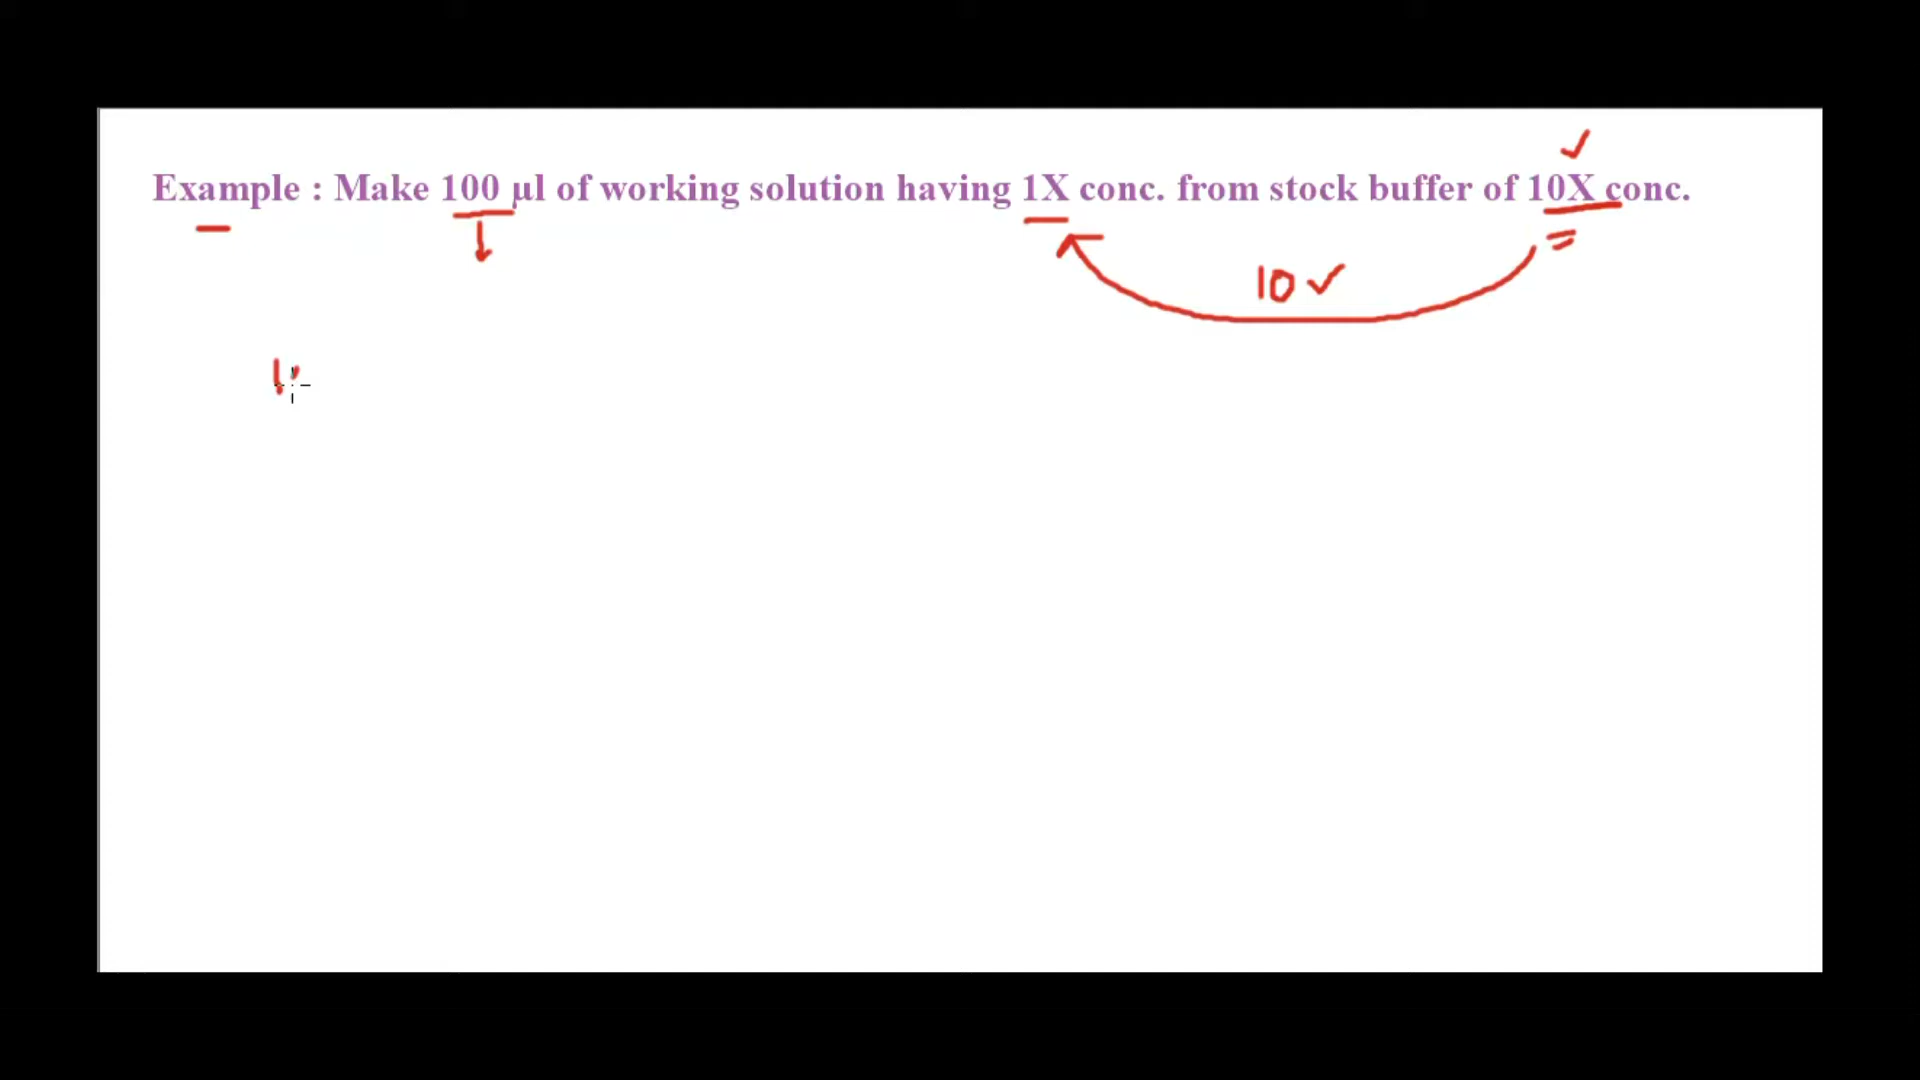 Example : Make 100 µl of working solution having 1X conc. from stock buffer of 10X conc.
10